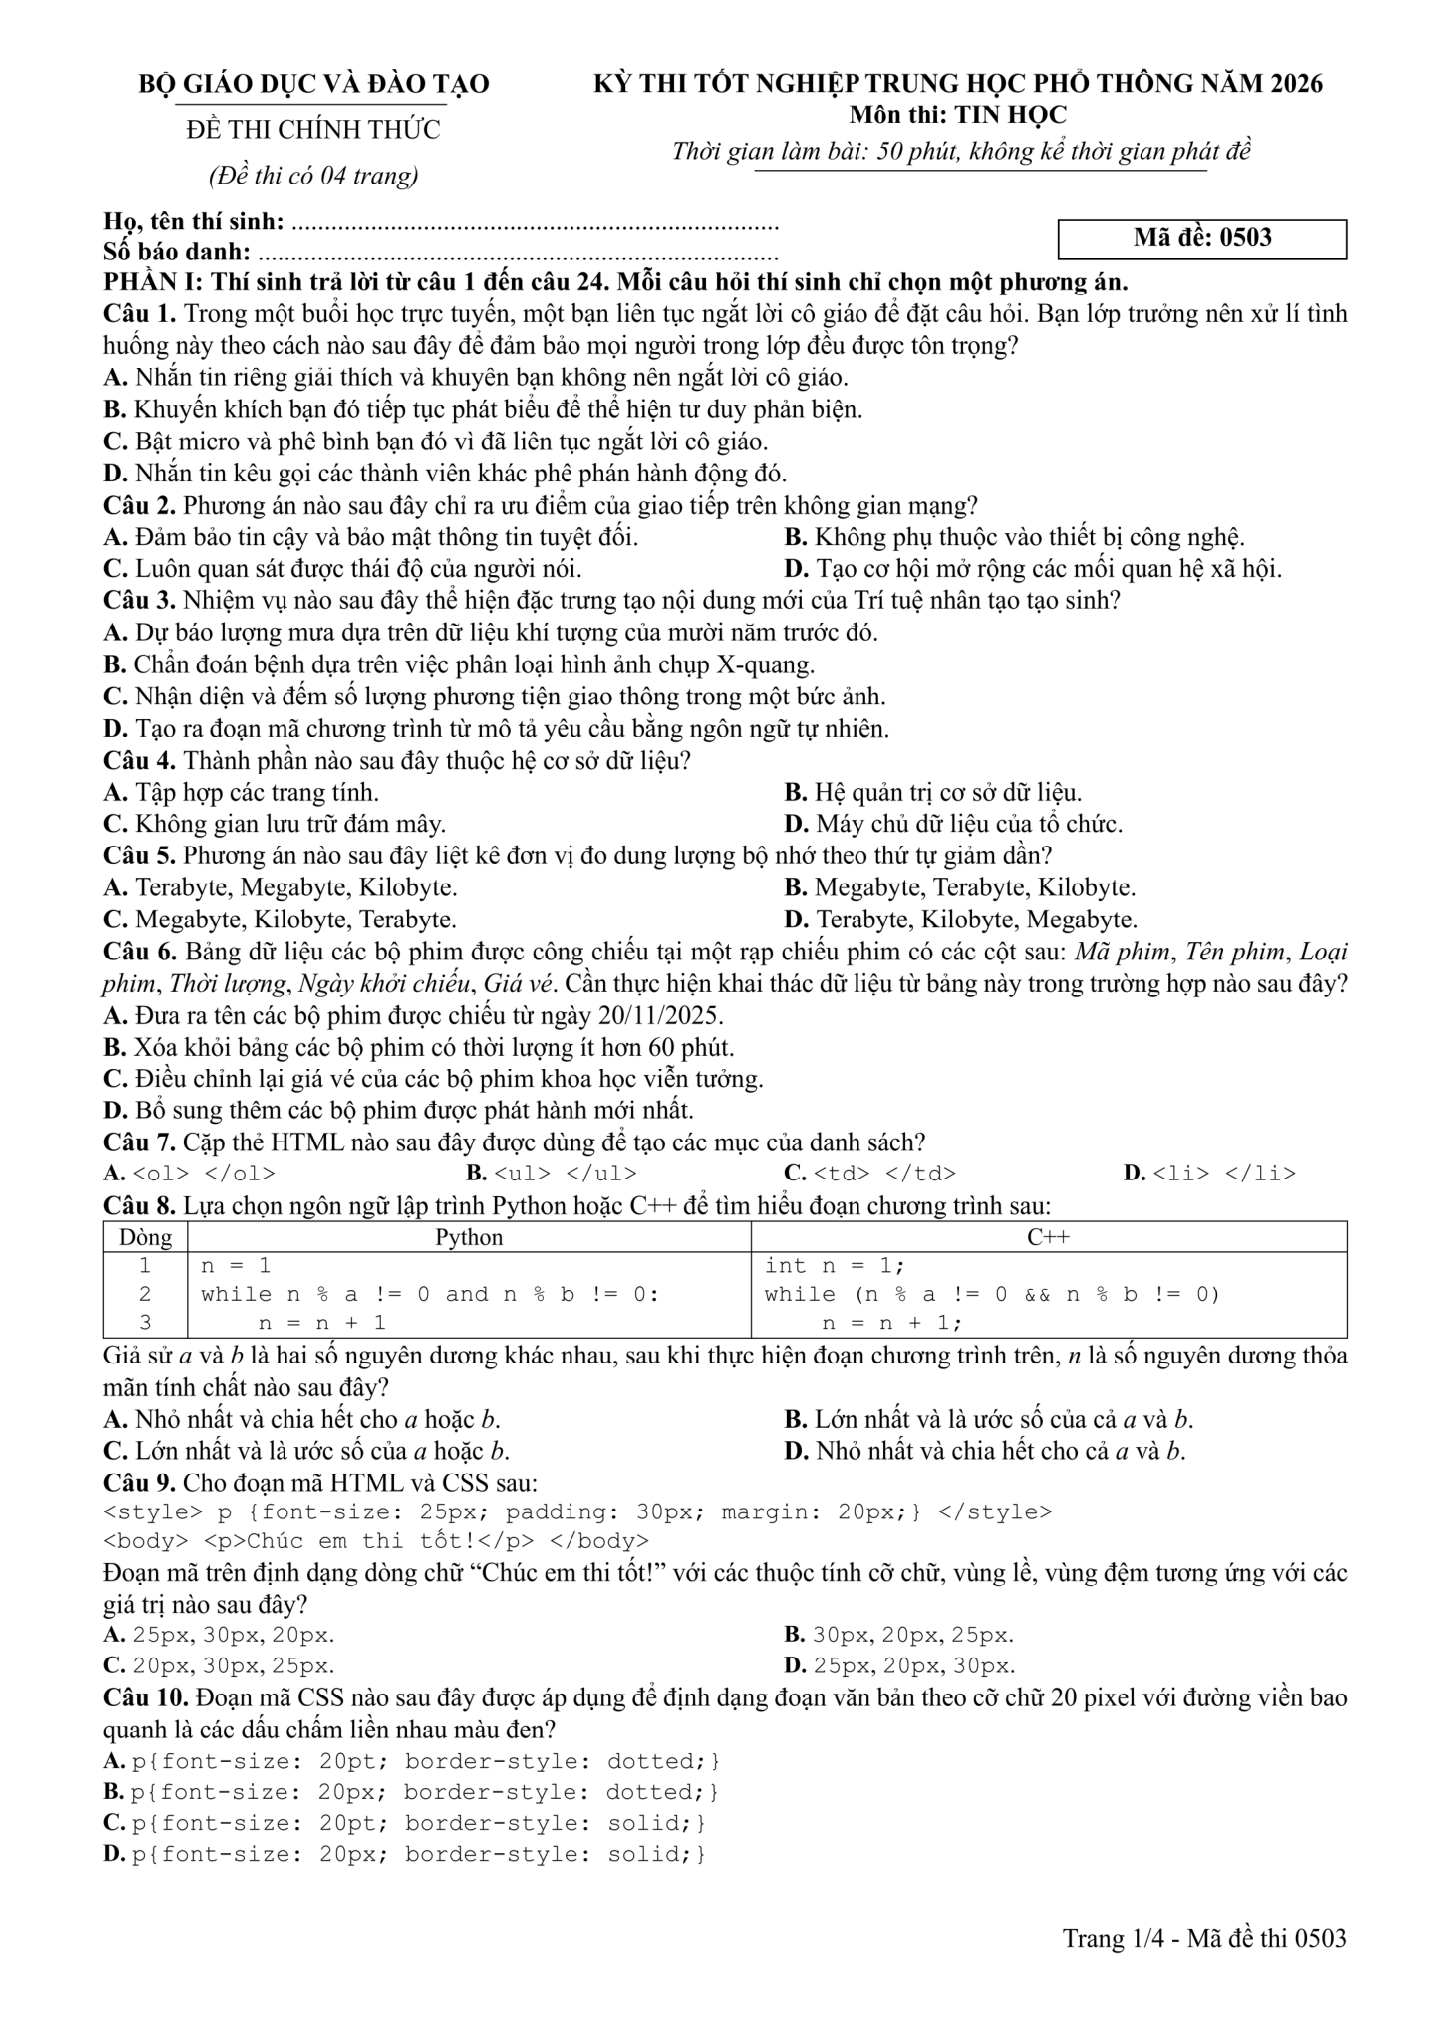 BỘ GIÁO DỤC VÀ ĐÀO TẠO
ĐỀ THI CHÍNH THỨC
(Đề thi có 04 trang)
KỲ THI TỐT NGHIỆP TRUNG HỌC PHỔ THÔNG NĂM 2026
Môn thi: TIN HỌC
Thời gian làm bài: 50 phút, không kể thời gian phát đề
Họ, tên thí sinh: ..........................................................................
Số báo danh: ...............................................................................
Mã đề: 0503
PHẦN I: Thí sinh trả lời từ câu 1 đến câu 24. Mỗi câu hỏi thí sinh chỉ chọn một phương án.
Câu 1. Trong một buổi học trực tuyến, một bạn liên tục ngắt lời cô giáo để đặt câu hỏi. Bạn lớp trưởng nên xử lí tình
huống này theo cách nào sau đây để đảm bảo mọi người trong lớp đều được tôn trọng?
A. Nhắn tin riêng giải thích và khuyên bạn không nên ngắt lời cô giáo.
B. Khuyến khích bạn đó tiếp tục phát biểu để thể hiện tư duy phản biện.
C. Bật micro và phê bình bạn đó vì đã liên tục ngắt lời cô giáo.
D. Nhắn tin kêu gọi các thành viên khác phê phán hành động đó.
Câu 2. Phương án nào sau đây chỉ ra ưu điểm của giao tiếp trên không gian mạng?
A. Đảm bảo tin cậy và bảo mật thông tin tuyệt đối. B. Không phụ thuộc vào thiết bị công nghệ.
C. Luôn quan sát được thái độ của người nói. D. Tạo cơ hội mở rộng các mối quan hệ xã hội.
Câu 3. Nhiệm vụ nào sau đây thể hiện đặc trưng tạo nội dung mới của Trí tuệ nhân tạo tạo sinh?
A. Dự báo lượng mưa dựa trên dữ liệu khí tượng của mười năm trước đó.
B. Chẩn đoán bệnh dựa trên việc phân loại hình ảnh chụp X-quang.
C. Nhận diện và đếm số lượng phương tiện giao thông trong một bức ảnh.
D. Tạo ra đoạn mã chương trình từ mô tả yêu cầu bằng ngôn ngữ tự nhiên.
Câu 4. Thành phần nào sau đây thuộc hệ cơ sở dữ liệu?
A. Tập hợp các trang tính. B. Hệ quản trị cơ sở dữ liệu.
C. Không gian lưu trữ đám mây. D. Máy chủ dữ liệu của tổ chức.
Câu 5. Phương án nào sau đây liệt kê đơn vị đo dung lượng bộ nhớ theo thứ tự giảm dần?
A. Terabyte, Megabyte, Kilobyte. B. Megabyte, Terabyte, Kilobyte.
C. Megabyte, Kilobyte, Terabyte. D. Terabyte, Kilobyte, Megabyte.
Câu 6. Bảng dữ liệu các bộ phim được công chiếu tại một rạp chiếu phim có các cột sau: Mã phim, Tên phim, Loại
phim, Thời lượng, Ngày khởi chiếu, Giá vé. Cần thực hiện khai thác dữ liệu từ bảng này trong trường hợp nào sau đây?
A. Đưa ra tên các bộ phim được chiếu từ ngày 20/11/2025.
B. Xóa khỏi bảng các bộ phim có thời lượng ít hơn 60 phút.
C. Điều chỉnh lại giá vé của các bộ phim khoa học viễn tưởng.
D. Bổ sung thêm các bộ phim được phát hành mới nhất.
Câu 7. Cặp thẻ HTML nào sau đây được dùng để tạo các mục của danh sách?
A. <ol> </ol> B. <ul> </ul> C. <td> </td> D. <li> </li>
Câu 8. Lựa chọn ngôn ngữ lập trình Python hoặc C++ để tìm hiểu đoạn chương trình sau:
Dòng Python C++
1 n = 1 int n = 1;
2 while n % a != 0 and n % b != 0: while (n % a != 0 && n % b != 0)
3 n = n + 1 n = n + 1;
Giả sử a và b là hai số nguyên dương khác nhau, sau khi thực hiện đoạn chương trình trên, n là số nguyên dương thỏa
mãn tính chất nào sau đây?
A. Nhỏ nhất và chia hết cho a hoặc b. B. Lớn nhất và là ước số của cả a và b.
C. Lớn nhất và là ước số của a hoặc b. D. Nhỏ nhất và chia hết cho cả a và b.
Câu 9. Cho đoạn mã HTML và CSS sau:
<style> p {font-size: 25px; padding: 30px; margin: 20px;} </style>
<body> <p>Chúc em thi tốt!</p> </body>
Đoạn mã trên định dạng dòng chữ “Chúc em thi tốt!” với các thuộc tính cỡ chữ, vùng lề, vùng đệm tương ứng với các
giá trị nào sau đây?
A. 25px, 30px, 20px. B. 30px, 20px, 25px.
C. 20px, 30px, 25px. D. 25px, 20px, 30px.
Câu 10. Đoạn mã CSS nào sau đây được áp dụng để định dạng đoạn văn bản theo cỡ chữ 20 pixel với đường viền bao
quanh là các dấu chấm liền nhau màu đen?
A. p{font-size: 20pt; border-style: dotted;}
B. p{font-size: 20px; border-style: dotted;}
C. p{font-size: 20pt; border-style: solid;}
D. p{font-size: 20px; border-style: solid;}
Trang 1/4 - Mã đề thi 0503